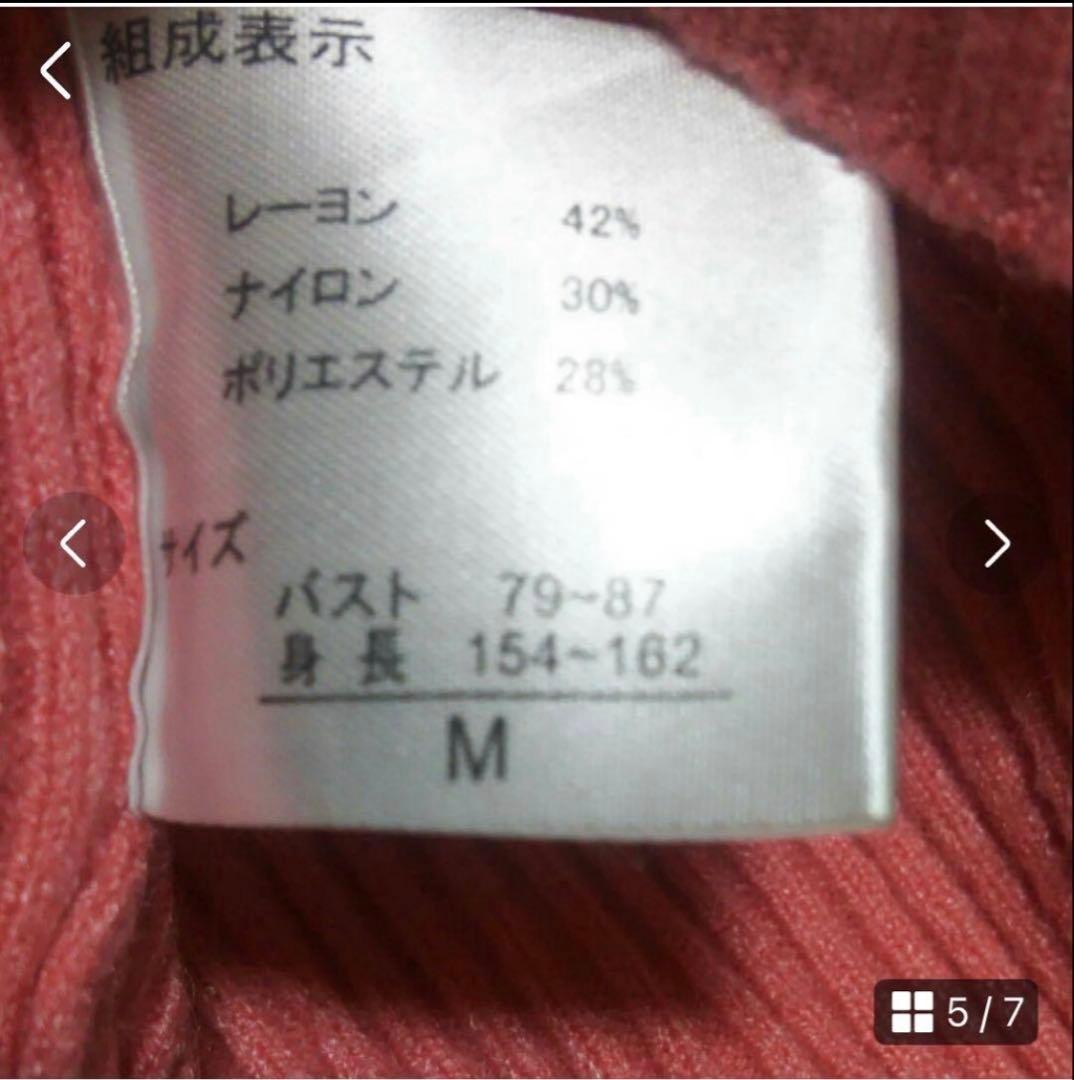 組成表示
レーヨン 42%
ナイロン 30%
ポリエステル 28%
サイズ
バスト 79~87
身長 154~162
M
5/7